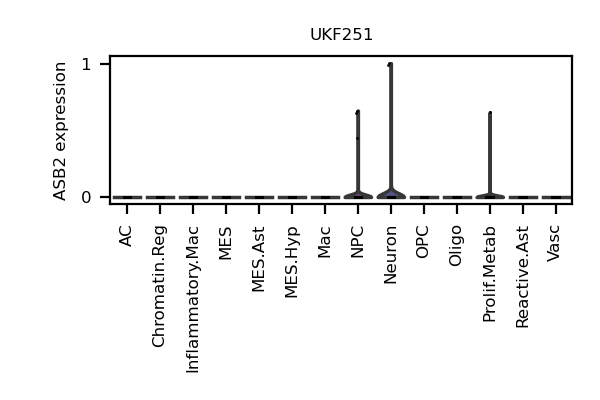 UKF251
ASB2 expression
1
0
AC
Chromatin.Reg
Inflammatory.Mac
MES
MES.Ast
MES.Hyp
Mac
NPC
Neuron
OPC
Oligo
Prolif.Metab
Reactive.Ast
Vasc